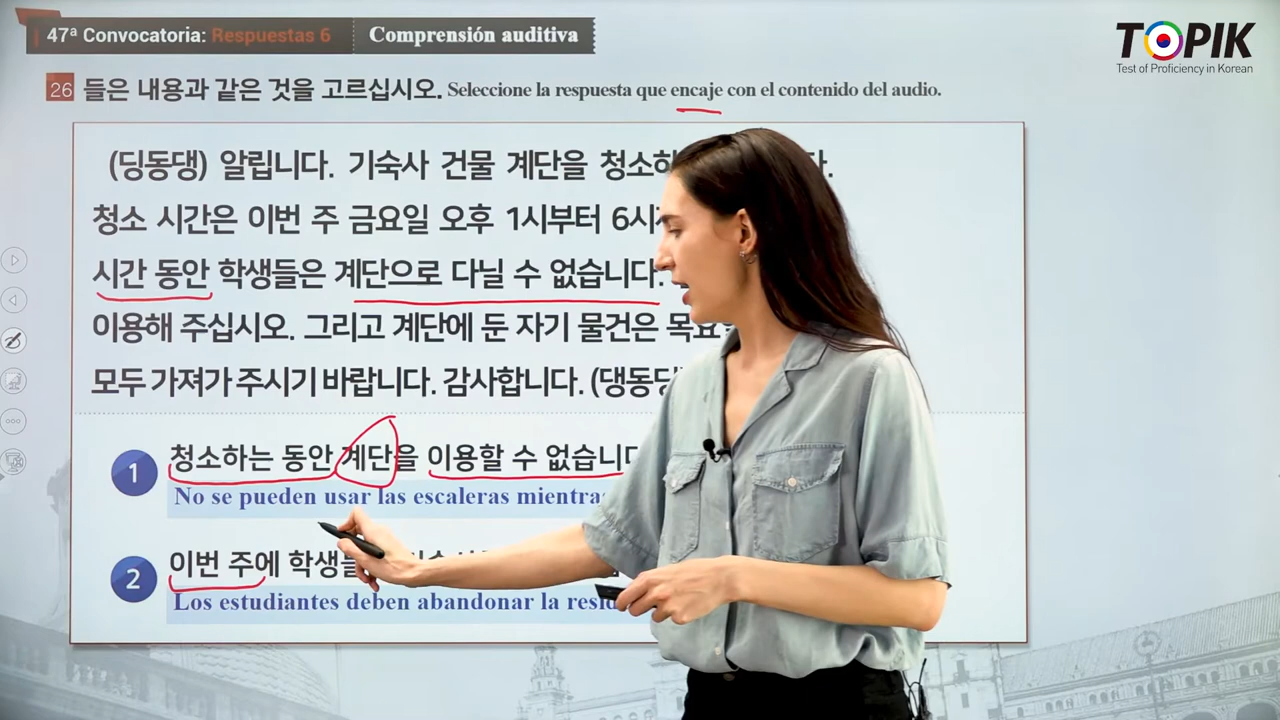 47ª Convocatoria: Respuestas 6 Comprensión auditiva
TOPIK
Test of Proficiency in Korean
26 들은 내용과 같은 것을 고르십시오. Seleccione la respuesta que encaje con el contenido del audio.
(딩동댕) 알립니다. 기숙사 건물 계단을 청소하
청소 시간은 이번 주 금요일 오후 1시부터 6시
시간 동안 학생들은 계단으로 다닐 수 없습니다.
이용해 주십시오. 그리고 계단에 둔 자기 물건은 목요
모두 가져가 주시기 바랍니다. 감사합니다. (댕동딩
1 청소하는 동안 계단을 이용할 수 없습니다
No se pueden usar las escaleras mientras
2 이번 주에 학생들
Los estudiantes deben abandonar la